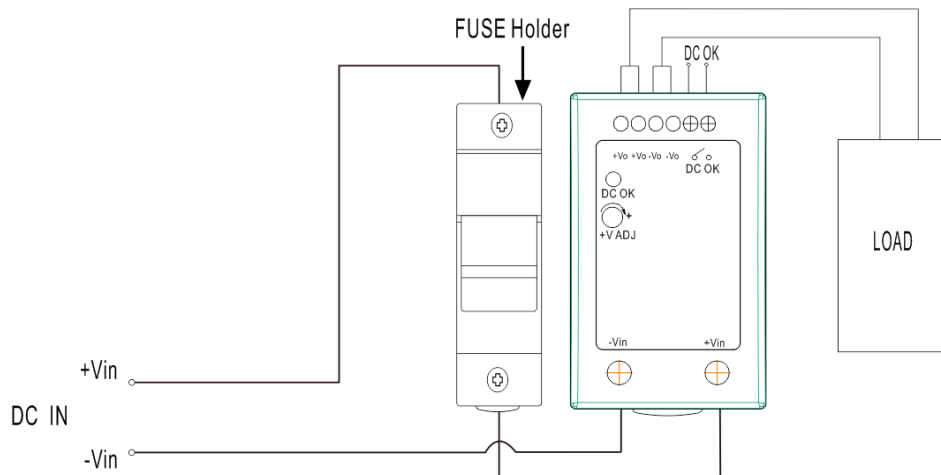 FUSE Holder
DC OK
+Vo +Vo -Vo -Vo
DC OK
DC OK
+
+V ADJ
LOAD
-Vin +Vin
+Vin
DC IN
-Vin